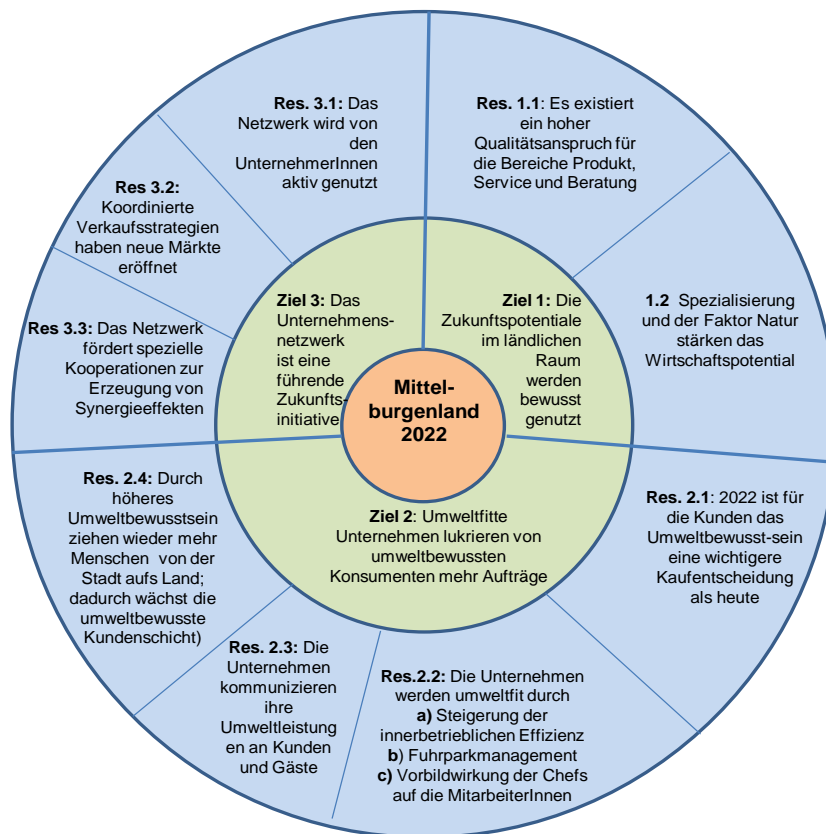 Mittel-
burgenland
2022
Ziel 1: Die
Zukunftspotentiale
im ländlichen
Raum
werden
bewusst
genutzt
Res. 1.1: Es existiert
ein hoher
Qualitätsanspruch für
die Bereiche Produkt,
Service und Beratung
1.2 Spezialisierung
und der Faktor Natur
stärken das
Wirtschaftspotential
Ziel 2: Umweltfitte
Unternehmen lukrieren von
umweltbewussten
Konsumenten mehr Aufträge
Res. 2.1: 2022 ist für
die Kunden das
Umweltbewusst-sein
eine wichtigere
Kaufentscheidung
als heute
Res.2.2: Die Unternehmen
werden umweltfit durch
a) Steigerung der
innerbetrieblichen Effizienz
b) Fuhrparkmanagement
c) Vorbildwirkung der Chefs
auf die MitarbeiterInnen
Res. 2.3: Die
Unternehmen
kommunizieren
ihre
Umweltleistung
en an Kunden
und Gäste
Res. 2.4: Durch
höheres
Umweltbewusstsein
ziehen wieder mehr
Menschen von der
Stadt aufs Land;
dadurch wächst die
umweltbewusste
Kundenschicht)
Ziel 3: Das
Unternehmens-
netzwerk
ist eine
führende
Zukunfts-
initiative
Res. 3.1: Das
Netzwerk wird von
den
UnternehmerInnen
aktiv genutzt
Res 3.2:
Koordinierte
Verkaufsstrategien
haben neue Märkte
eröffnet
Res 3.3: Das Netzwerk
fördert spezielle
Kooperationen zur
Erzeugung von
Synergieeffekten